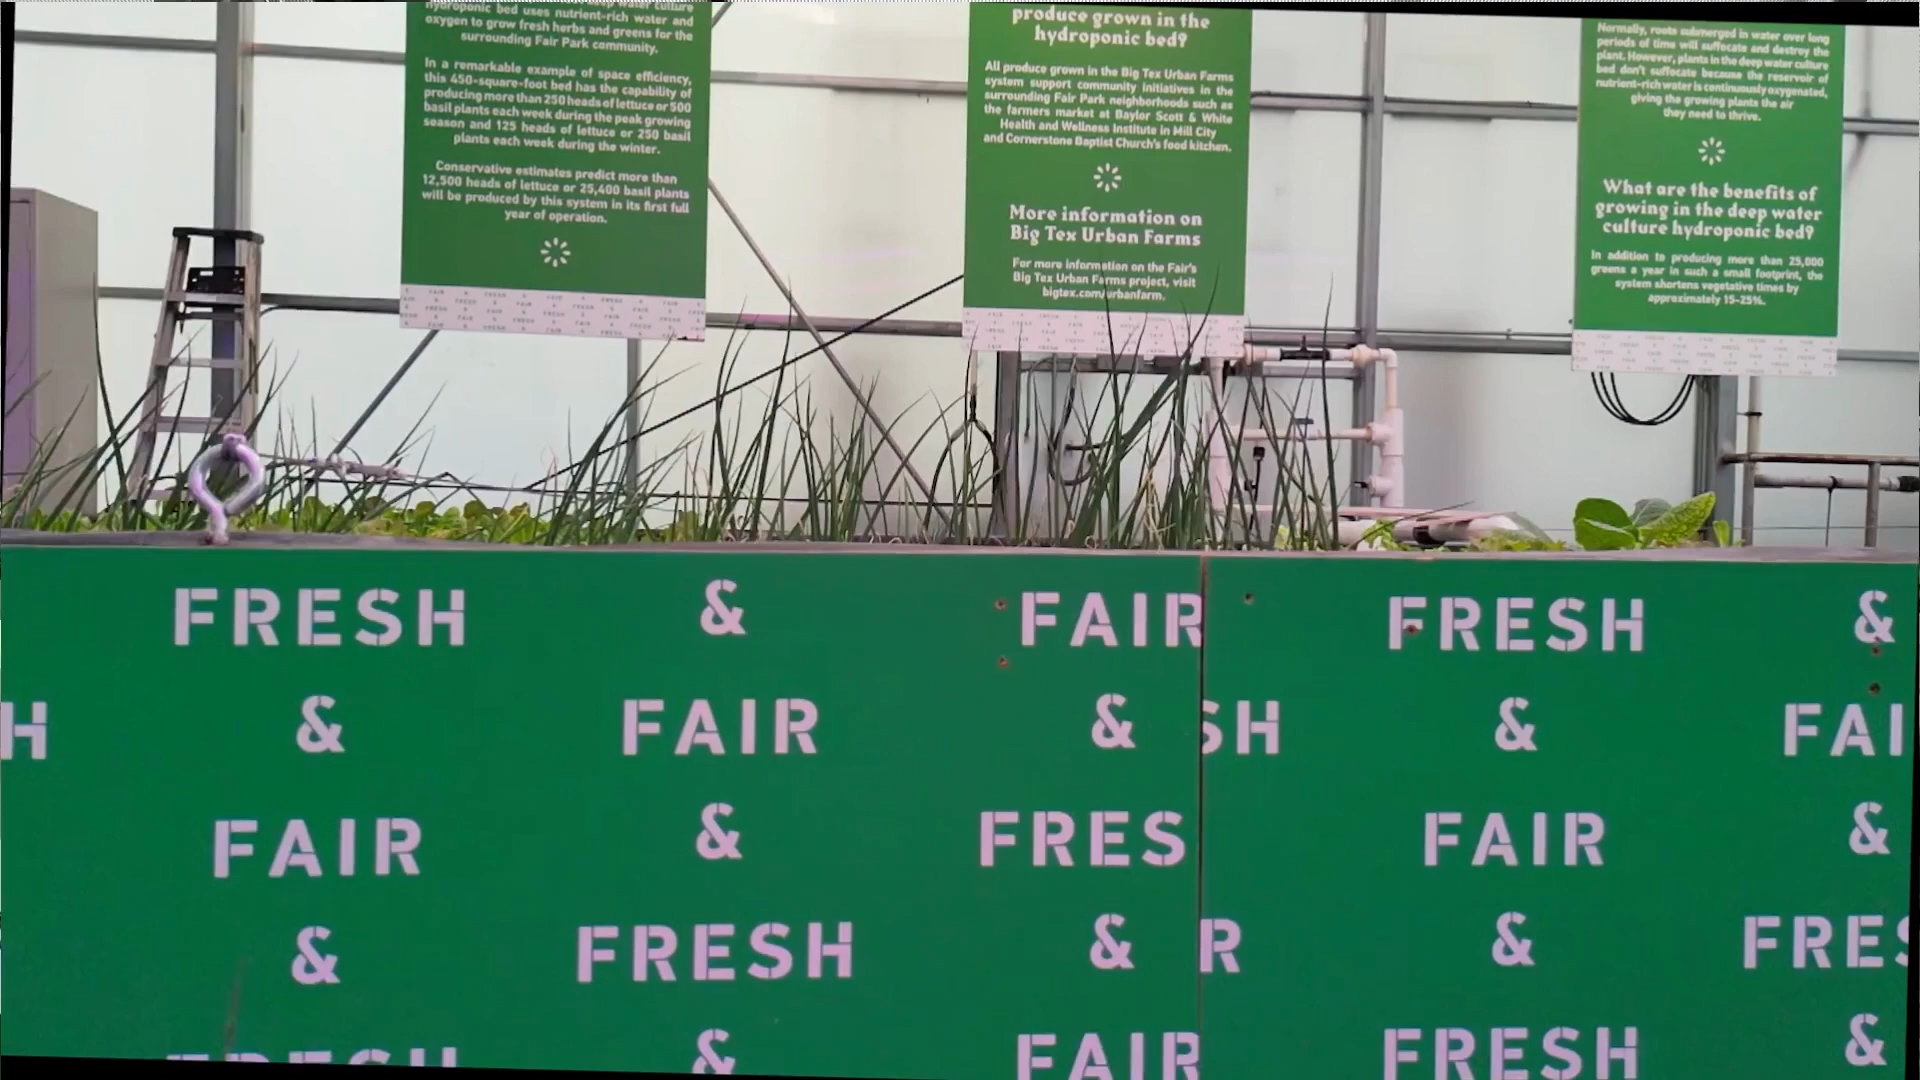 hydroponic bed uses nutrient-rich water and
oxygen to grow fresh herbs and greens for the
surrounding Fair Park community.
In a remarkable example of space efficiency,
this 450-square-foot bed has the capability of
producing more than 250 heads of lettuce or 500
basil plants each week during the peak growing
season and 125 heads of lettuce or 250 basil
plants each week during the winter.
Conservative estimates predict more than
12,500 heads of lettuce or 25,400 basil plants
will be produced by this system in its first full
year of operation.
produce grown in the
hydroponic bed?
All produce grown in the Big Tex Urban Farms
system support community initiatives in the
surrounding Fair Park neighborhoods such as
the farmers market at Baylor Scott & White
Health and Wellness Institute in Mill City
and Cornerstone Baptist Church's food kitchen.
More information on
Big Tex Urban Farms
For more information on the Fair's
Big Tex Urban Farms project, visit
bigtex.com/urbanfarm.
Normally, roots submerged in water over long
periods of time will suffocate and destroy the
plant. However, plants in the deep water culture
bed don't suffocate because the reservoir of
nutrient-rich water is continuously oxygenated,
giving the growing plants the air
they need to thrive.
What are the benefits of
growing in the deep water
culture hydroponic bed?
In addition to producing more than 25,000
greens a year in such a small footprint, the
system shortens vegetative times by
approximately 15-25%.
FRESH & FAIR FRESH &
H & FAIR & SH & FAI
FAIR & FRES FAIR &
& FRESH & R & FRES
FRESH & FAIR FRESH &